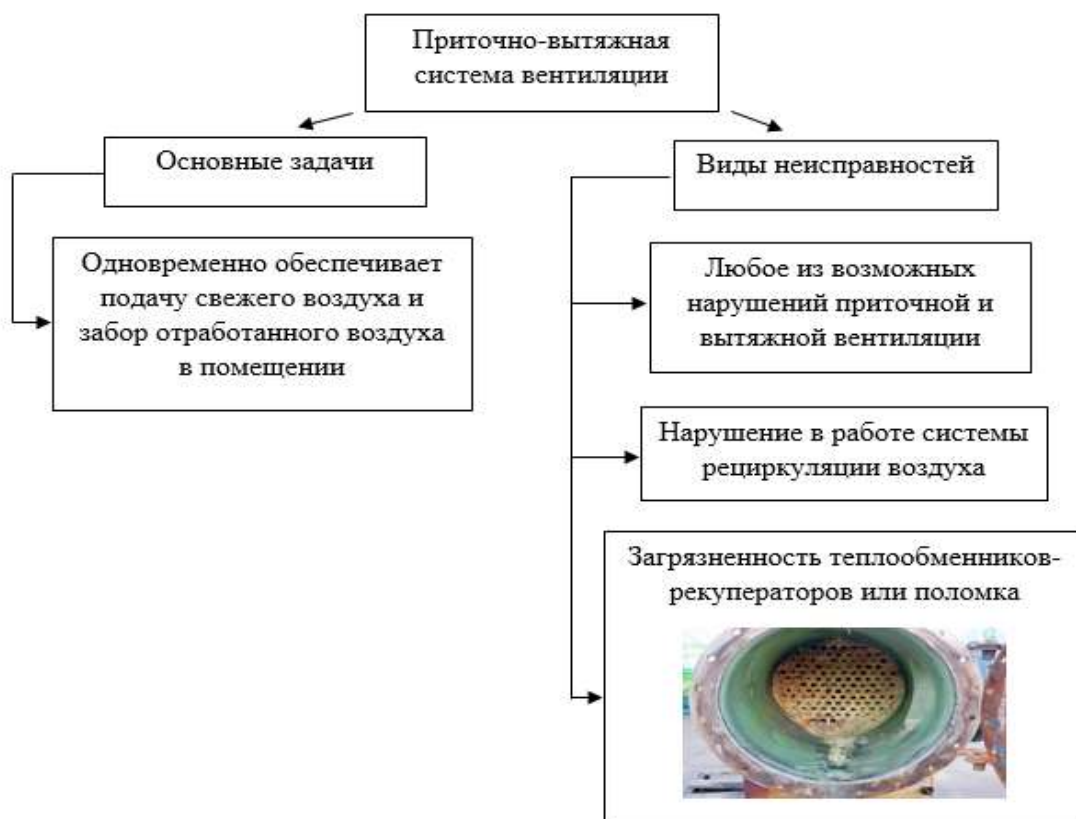 Приточно-вытяжная
система вентиляции
Основные задачи
Одновременно обеспечивает
подачу свежего воздуха и
забор отработанного воздуха
в помещении
Виды неисправностей
Любое из возможных
нарушений приточной и
вытяжной вентиляции
Нарушение в работе системы
рециркуляции воздуха
Загрязненность теплообменников-
рекуператоров или поломка